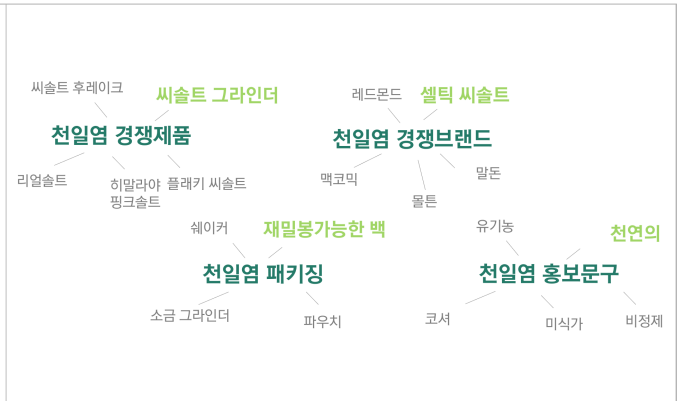 씨솔트 후레이크
씨솔트 그라인더
천일염 경쟁제품
리얼솔트
히말라야
핑크솔트
플래키 씨솔트
레드몬드
셀틱 씨솔트
천일염 경쟁브랜드
맥코믹
몰튼
말돈
쉐이커
재밀봉가능한 백
천일염 패키징
소금 그라인더
파우치
유기농
천연의
천일염 홍보문구
코셔
미식가
비정제